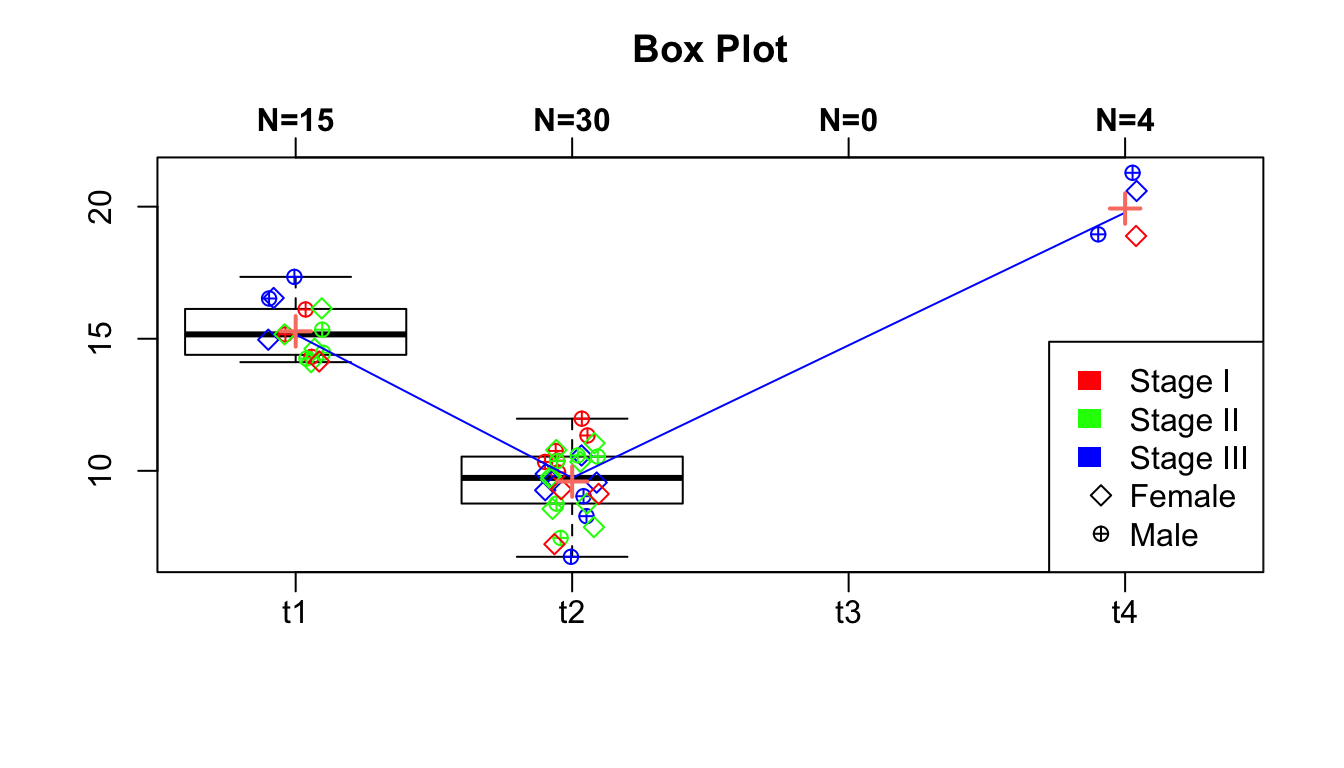 Box Plot
N=15 N=30 N=0 N=4
20
15
10
Stage I
Stage II
Stage III
Female
Male
t1 t2 t3 t4